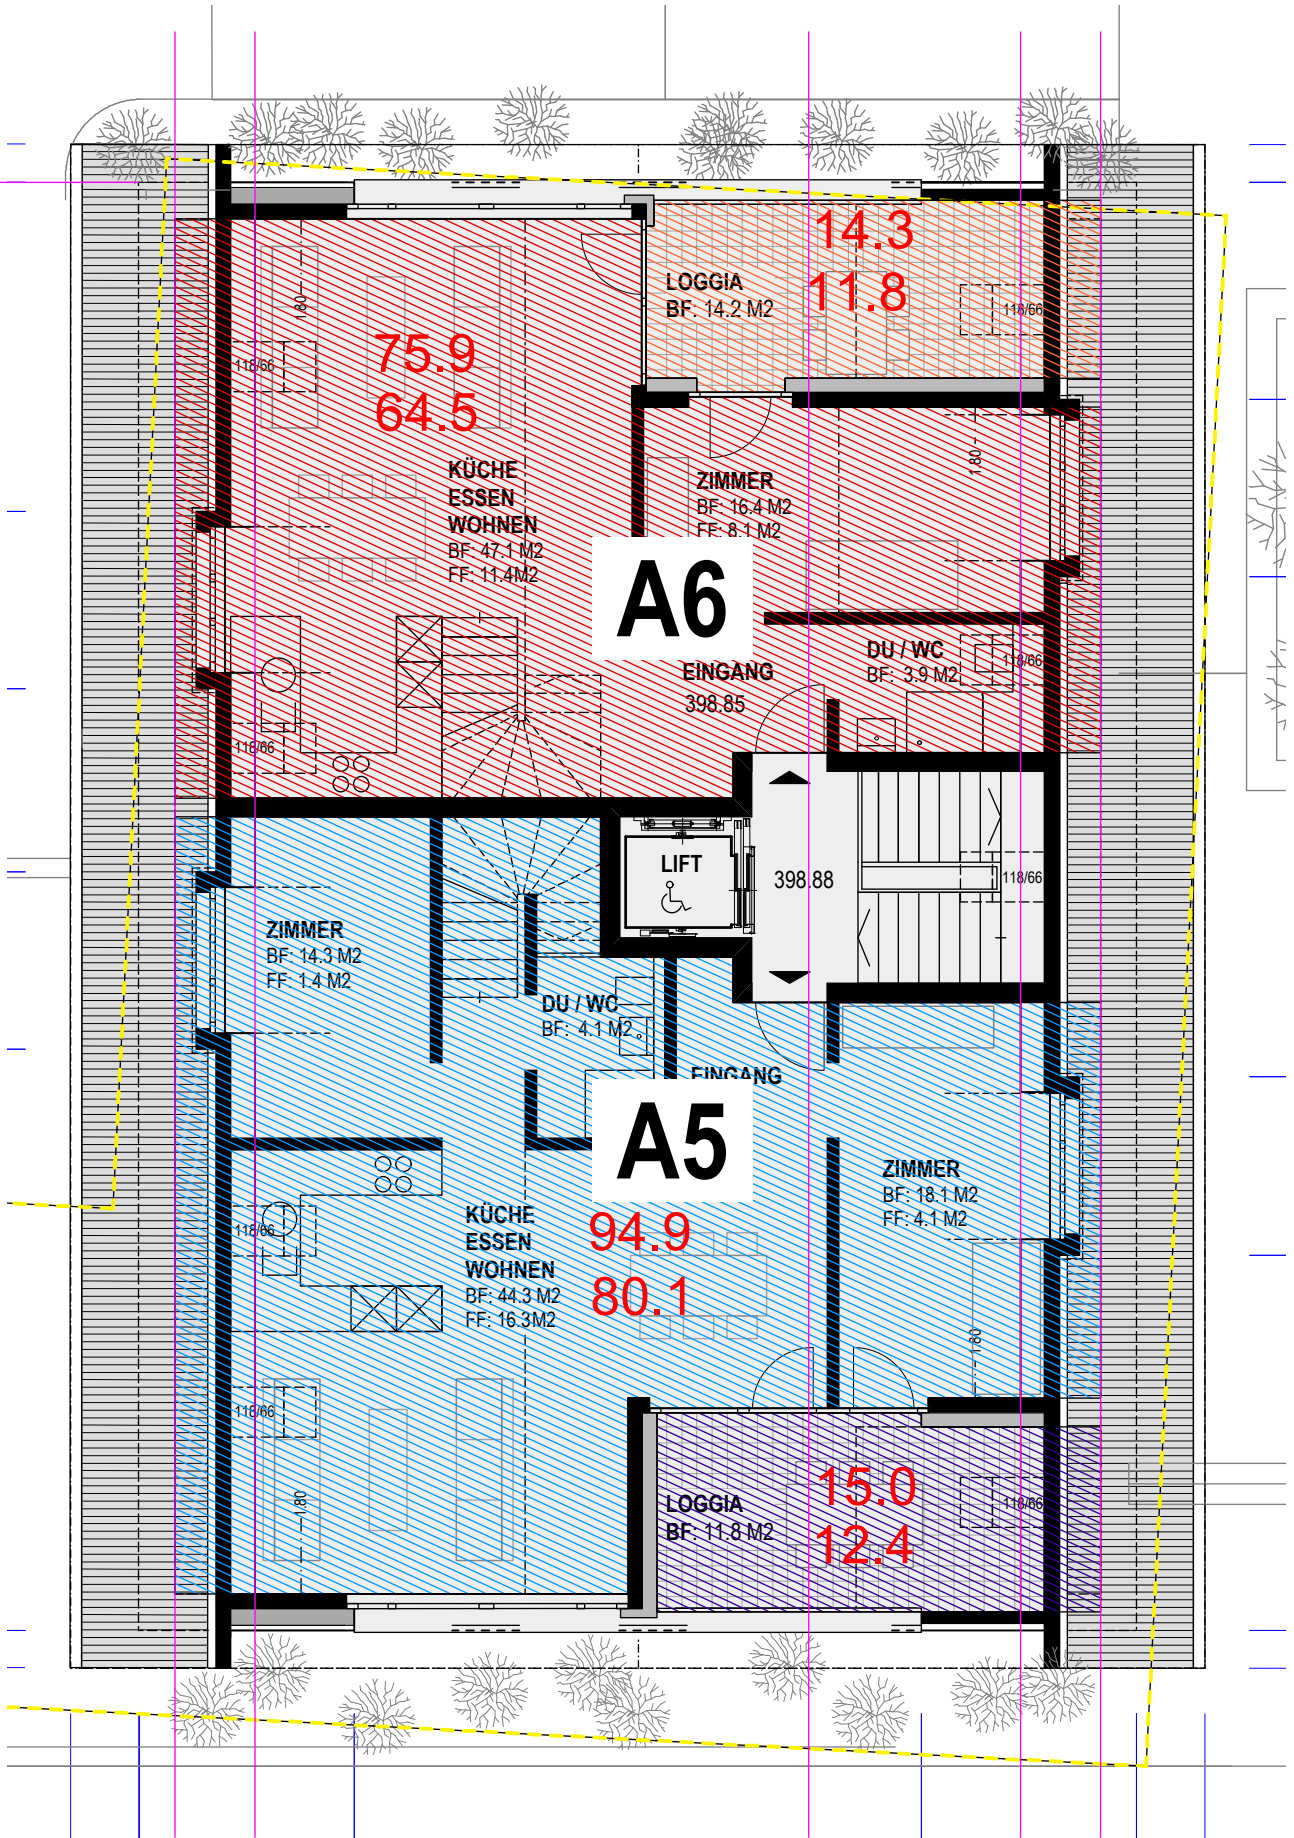 14.3
11.8
LOGGIA
BF: 14.2 M2
118/66
1.80
118/66
75.9
64.5
KÜCHE
ESSEN
WOHNEN
BF: 47.1 M2
FF: 11.4M2
ZIMMER
BF: 16.4 M2
FF: 8.1 M2
1.80
A6
EINGANG
398.85
DU / WC
BF: 3.9 M2
118/66
118/66
LIFT
398.88
118/66
ZIMMER
BF: 14.3 M2
FF: 1.4 M2
DU / WC
BF: 4.1 M2
EINGANG
A5
ZIMMER
BF: 18.1 M2
FF: 4.1 M2
118/66
KÜCHE
ESSEN
WOHNEN
BF: 44.3 M2
FF: 16.3M2
94.9
80.1
1.80
118/66
1.80
LOGGIA
BF: 11.8 M2
15.0
12.4
118/66